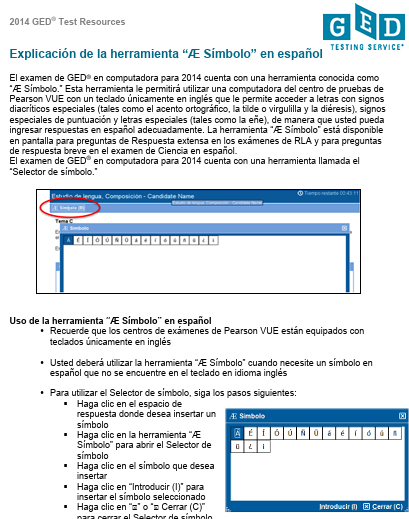 2014 GED® Test Resources
GED
TESTING SERVICE®
Explicación de la herramienta “Æ Símbolo” en español
El examen de GED® en computadora para 2014 cuenta con una herramienta conocida como
“Æ Símbolo.” Esta herramienta le permitirá utilizar una computadora del centro de pruebas de
Pearson VUE con un teclado únicamente en inglés que le permite acceder a letras con signos
diacríticos especiales (tales como el acento ortográfico, la tilde o virgulilla y la diéresis), signos
especiales de puntuación y letras especiales (tales como la eñe), de manera que usted pueda
ingresar respuestas en español adecuadamente. La herramienta “Æ Símbolo” está disponible
en pantalla para preguntas de Respuesta extensa en los exámenes de RLA y para preguntas
de respuesta breve en el examen de Ciencia en español.
El examen de GED® en computadora para 2014 cuenta con una herramienta llamada el
“Selector de símbolo.”
Estudio de lengua, Composición - Candidate Name
Tiempo restante
Æ Símbolo (S)
Estudio de lengua, Composición - Candidate Name
Tema C
Æ Símbolo
Á É Í Ó Ú Ñ Ü á é í ó ú ñ ü ¿ ¡
Uso de la herramienta “Æ Símbolo” en español
• Recuerde que los centros de exámenes de Pearson VUE están equipados con
teclados únicamente en inglés
• Usted deberá utilizar la herramienta “Æ Símbolo” cuando necesite un símbolo en
español que no se encuentre en el teclado en idioma inglés
• Para utilizar el Selector de símbolo, siga los pasos siguientes:
▪ Haga clic en el espacio de
respuesta donde desea insertar un
símbolo
▪ Haga clic en la herramienta “Æ
Símbolo” para abrir el Selector de
símbolo
▪ Haga clic en el símbolo que desea
insertar
▪ Haga clic en “Introducir (I)” para
insertar el símbolo seleccionado
▪ Haga clic en “¤” o “¤ Cerrar (C)”
para cerrar el Selector de símbolo
Æ Símbolo
Á É Í Ó Ú Ñ Ü á é í ó ú ñ
ü ¿ ¡
Introducir (I) Cerrar (C)